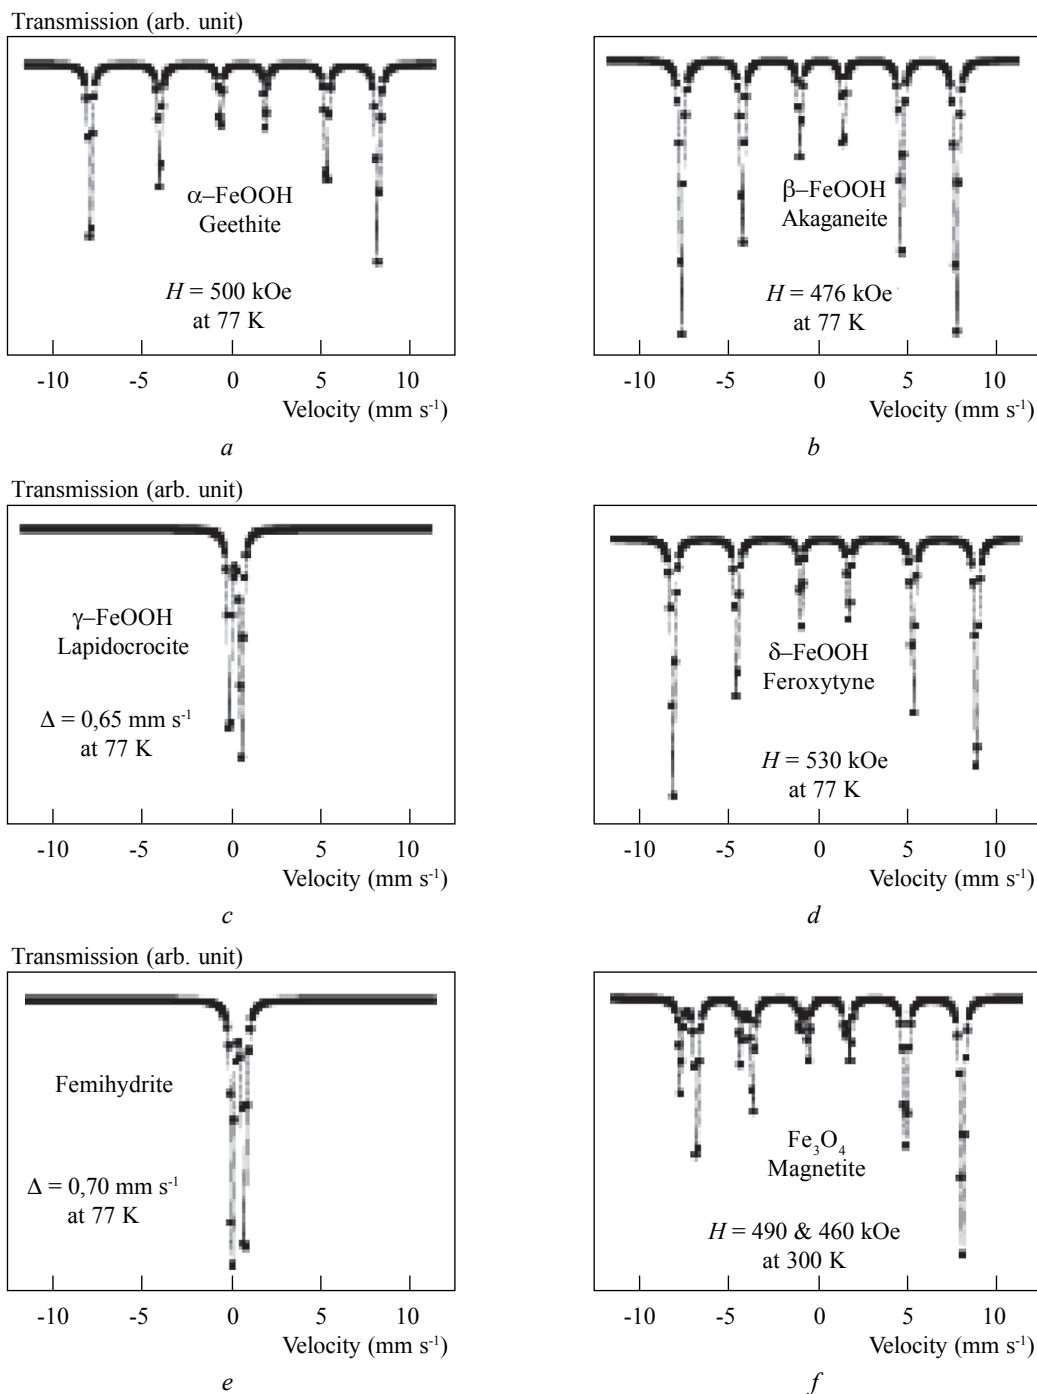 Transmission (arb. unit)
α–FeOOH
Geethite
H = 500 kOe
at 77 K
-10 -5 0 5 10
Velocity (mm s⁻¹)
a
β–FeOOH
Akaganeite
H = 476 kOe
at 77 K
-10 -5 0 5 10
Velocity (mm s⁻¹)
b
Transmission (arb. unit)
γ–FeOOH
Lapidocrocite
Δ = 0,65 mm s⁻¹
at 77 K
-10 -5 0 5 10
Velocity (mm s⁻¹)
c
δ–FeOOH
Feroxytyne
H = 530 kOe
at 77 K
-10 -5 0 5 10
Velocity (mm s⁻¹)
d
Transmission (arb. unit)
Femihydrite
Δ = 0,70 mm s⁻¹
at 77 K
-10 -5 0 5 10
Velocity (mm s⁻¹)
e
Fe₃O₄
Magnetite
H = 490 & 460 kOe
at 300 K
-10 -5 0 5 10
Velocity (mm s⁻¹)
f